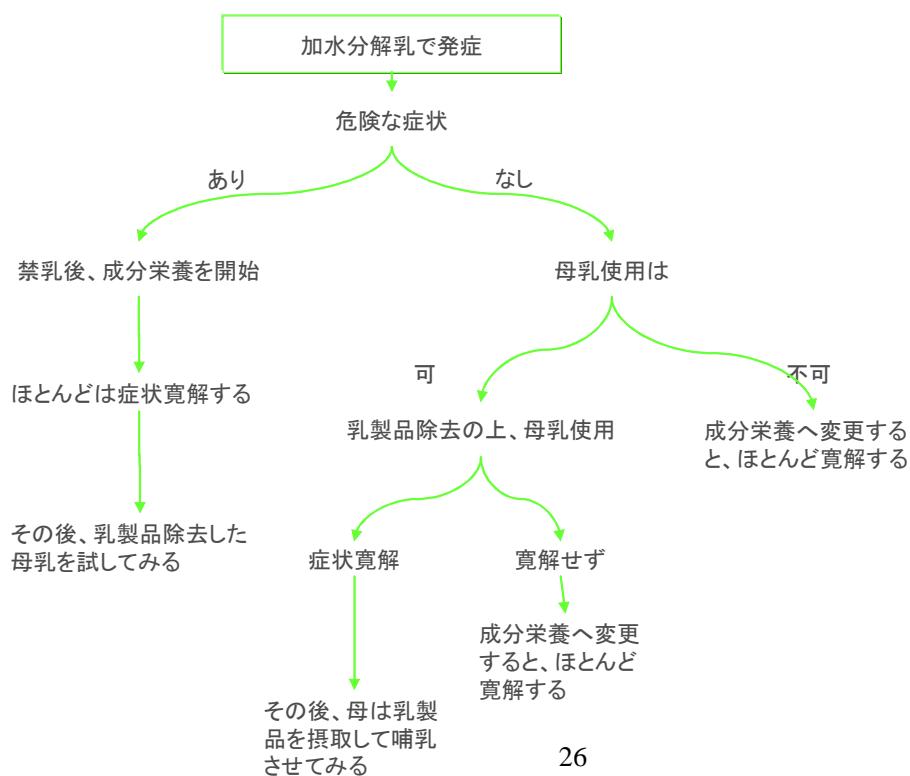 加水分解乳で発症
危険な症状
あり
なし
禁乳後、成分栄養を開始
母乳使用は
ほとんどは症状寛解する
可
不可
乳製品除去の上、母乳使用
成分栄養へ変更する
と、ほとんど寛解する
その後、乳製品除去した
母乳を試してみる
症状寛解
寛解せず
成分栄養へ変更
すると、ほとんど
寛解する
その後、母は乳製
品を摂取して哺乳
させてみる
26